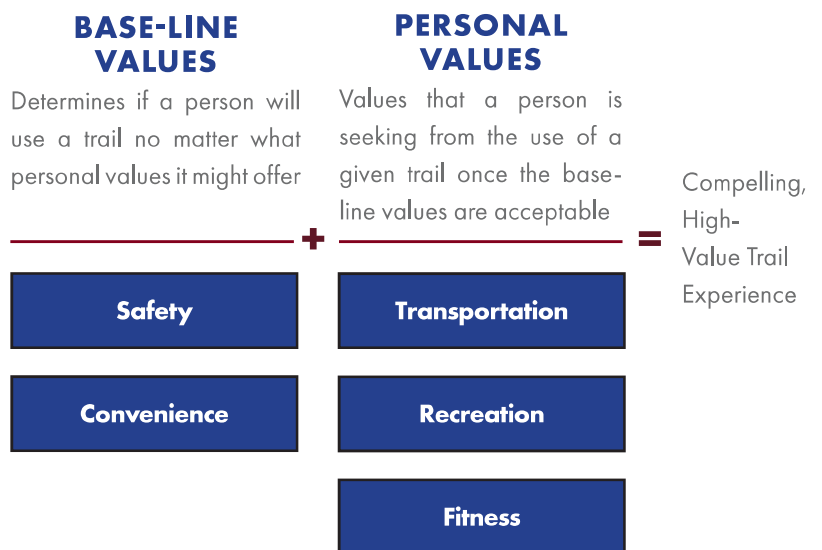 BASE-LINE
VALUES
Determines if a person will
use a trail no matter what
personal values it might offer
Safety
Convenience
+
PERSONAL
VALUES
Values that a person is
seeking from the use of a
given trail once the base-
line values are acceptable
Transportation
Recreation
Fitness
=
Compelling,
High-
Value Trail
Experience